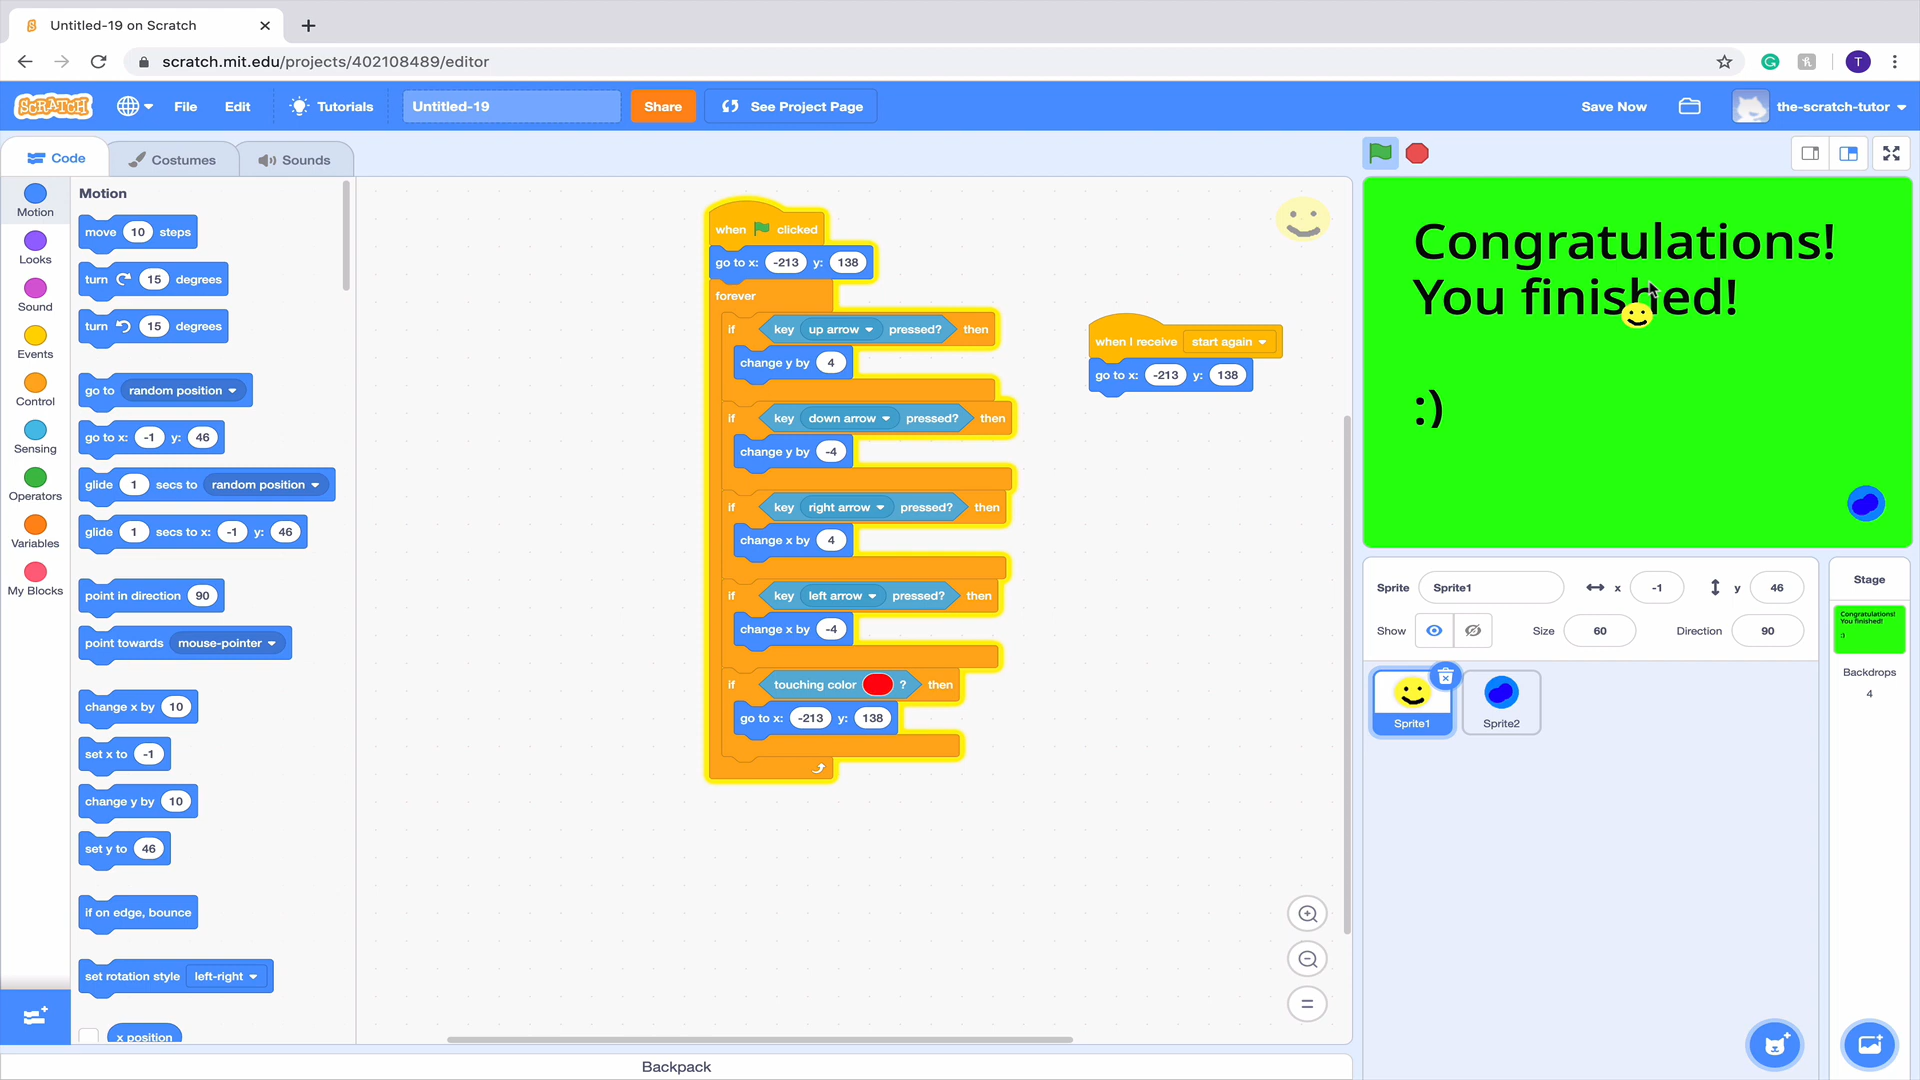 Untitled-19 on Scratch
scratch.mit.edu/projects/402108489/editor
T
SCRATCH
File
Edit
Tutorials
Untitled-19
Share
See Project Page
Save Now
the-scratch-tutor
Code
Costumes
Sounds
Motion
Looks
Sound
Events
Control
Sensing
Operators
Variables
My Blocks
Motion
move 10 steps
turn 15 degrees
turn 15 degrees
go to random position
go to x: -1 y: 46
glide 1 secs to random position
glide 1 secs to x: -1 y: 46
point in direction 90
point towards mouse-pointer
change x by 10
set x to -1
change y by 10
set y to 46
if on edge, bounce
set rotation style left-right
x position
when clicked
go to x: -213 y: 138
forever
if key up arrow pressed? then
change y by 4
if key down arrow pressed? then
change y by -4
if key right arrow pressed? then
change x by 4
if key left arrow pressed? then
change x by -4
if touching color ? then
go to x: -213 y: 138
when I receive start again
go to x: -213 y: 138
Backpack
Congratulations!
You finished!
:)
Sprite Sprite1 x -1 y 46
Show Size 60 Direction 90
Sprite1
Sprite2
Stage
Congratulations!
You finished!
:)
Backdrops
4